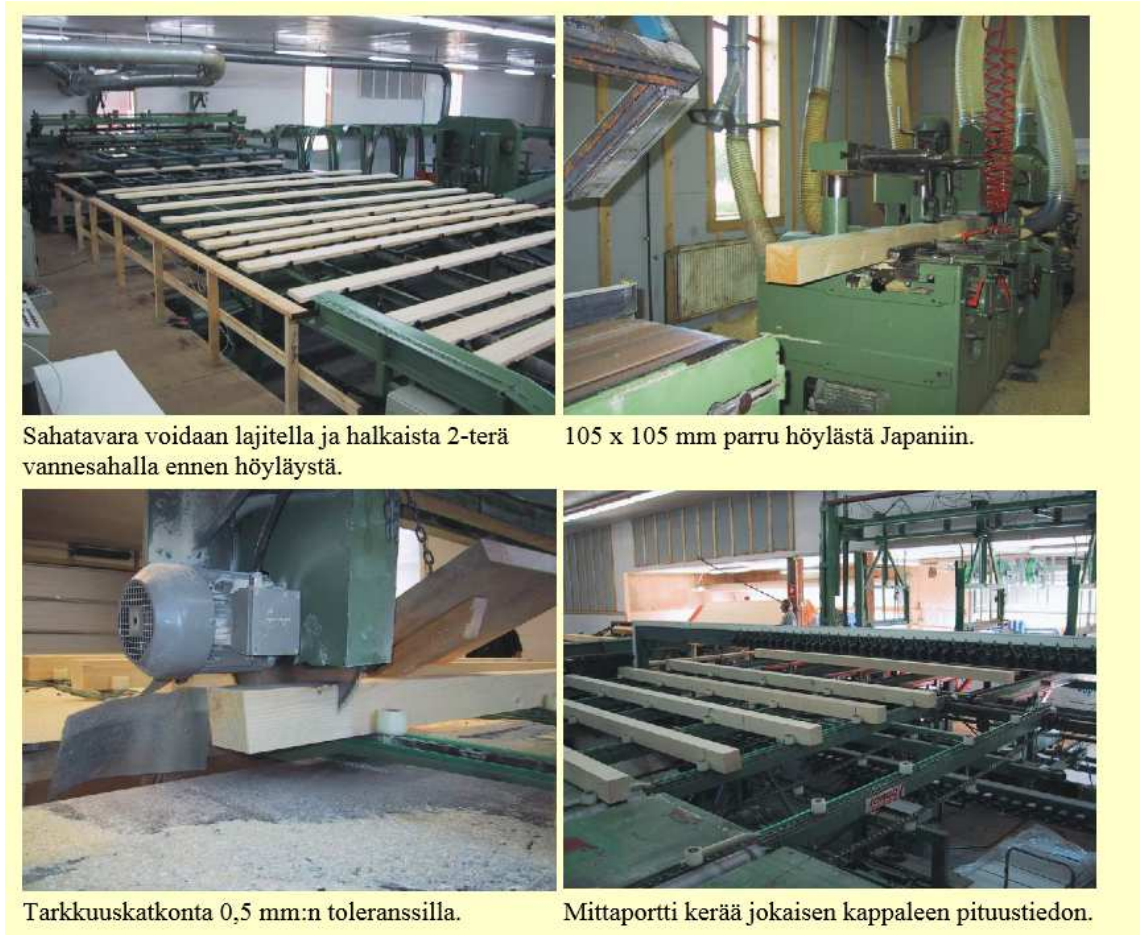 Sahatavara voidaan lajitella ja halkaista 2-terä
vannesahalla ennen höyläystä.
105 x 105 mm parru höylästä Japaniin.
Tarkkuuskatkonta 0,5 mm:n toleranssilla.
Mittaportti kerää jokaisen kappaleen pituustiedon.